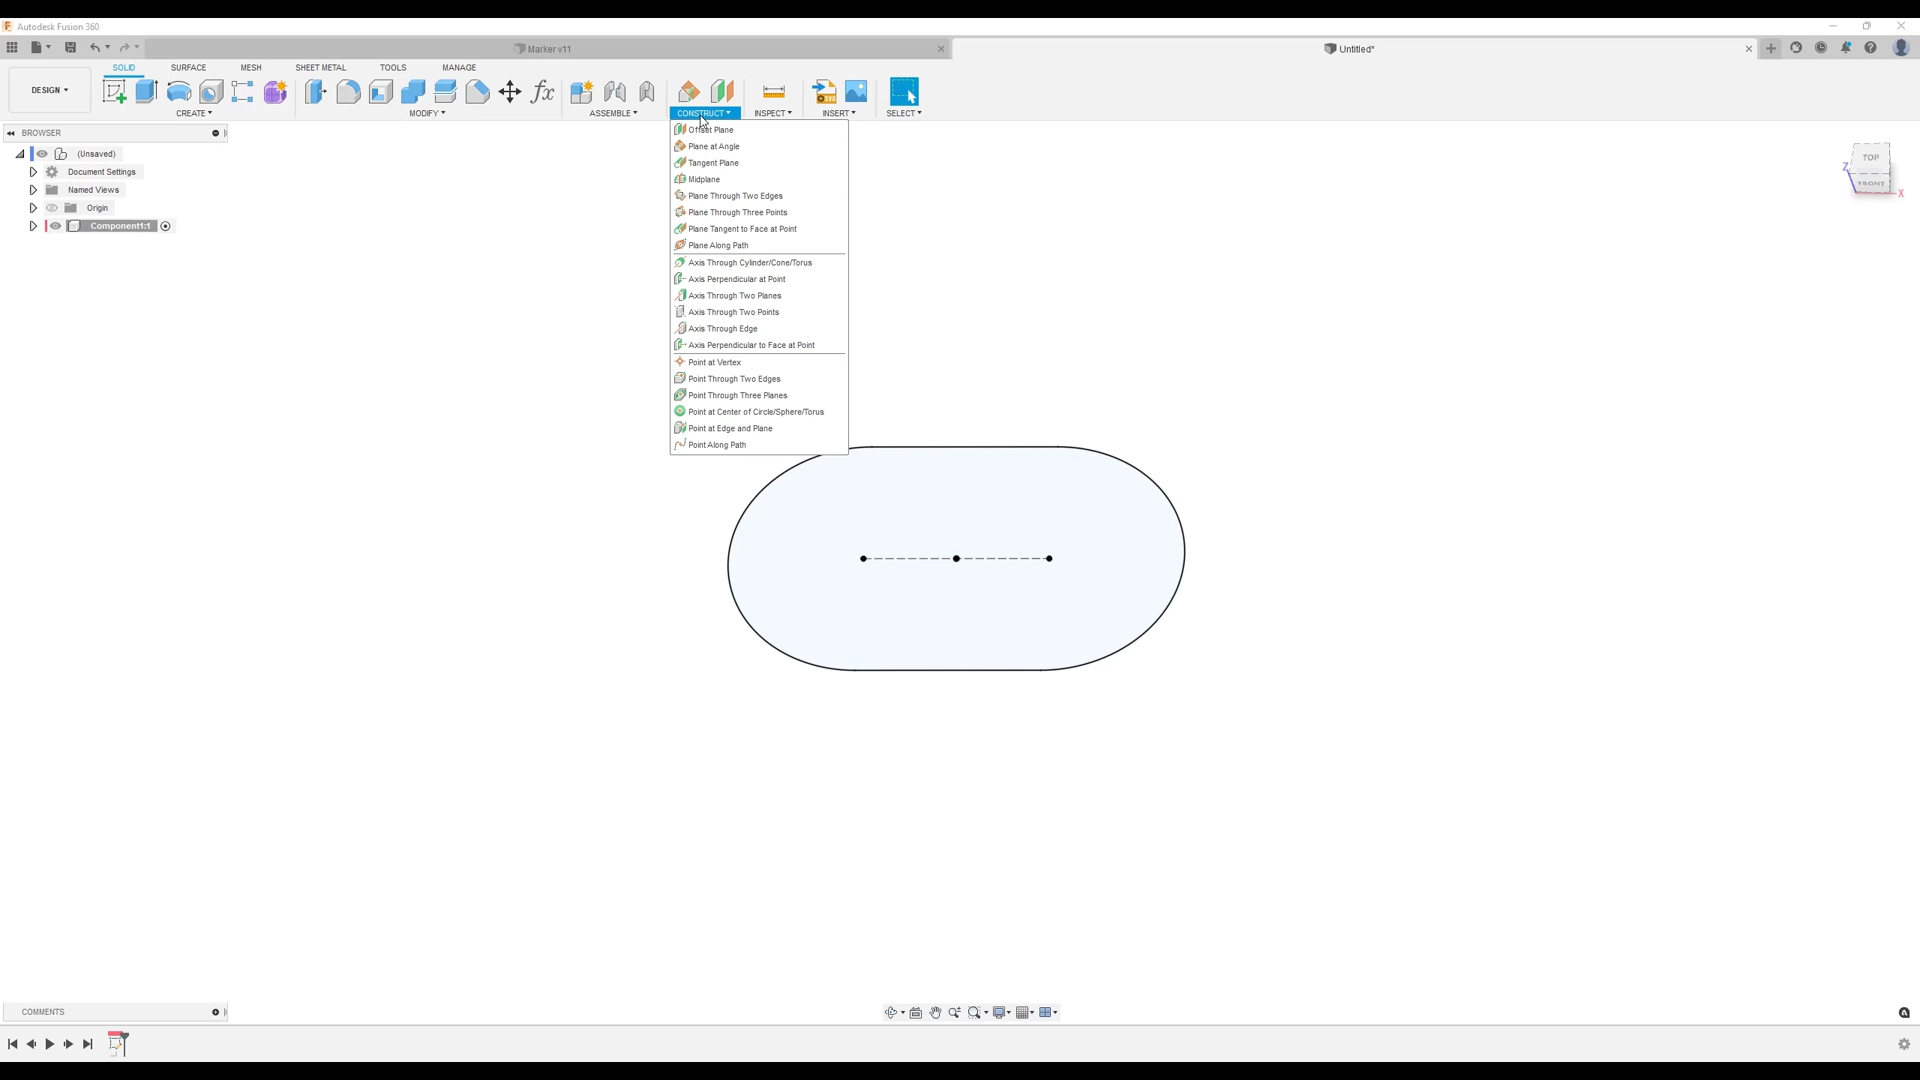 Autodesk Fusion 360
Marker v11
Untitled*
SOLID SURFACE MESH SHEET METAL TOOLS MANAGE
DESIGN
CREATE MODIFY ASSEMBLE CONSTRUCT INSPECT INSERT SELECT
BROWSER
(Unsaved)
Document Settings
Named Views
Origin
Component1:1
Offset Plane
Plane at Angle
Tangent Plane
Midplane
Plane Through Two Edges
Plane Through Three Points
Plane Tangent to Face at Point
Plane Along Path
Axis Through Cylinder/Cone/Torus
Axis Perpendicular at Point
Axis Through Two Planes
Axis Through Two Points
Axis Through Edge
Axis Perpendicular to Face at Point
Point at Vertex
Point Through Two Edges
Point Through Three Planes
Point at Center of Circle/Sphere/Torus
Point at Edge and Plane
Point Along Path
TOP
Z
FRONT
X
COMMENTS